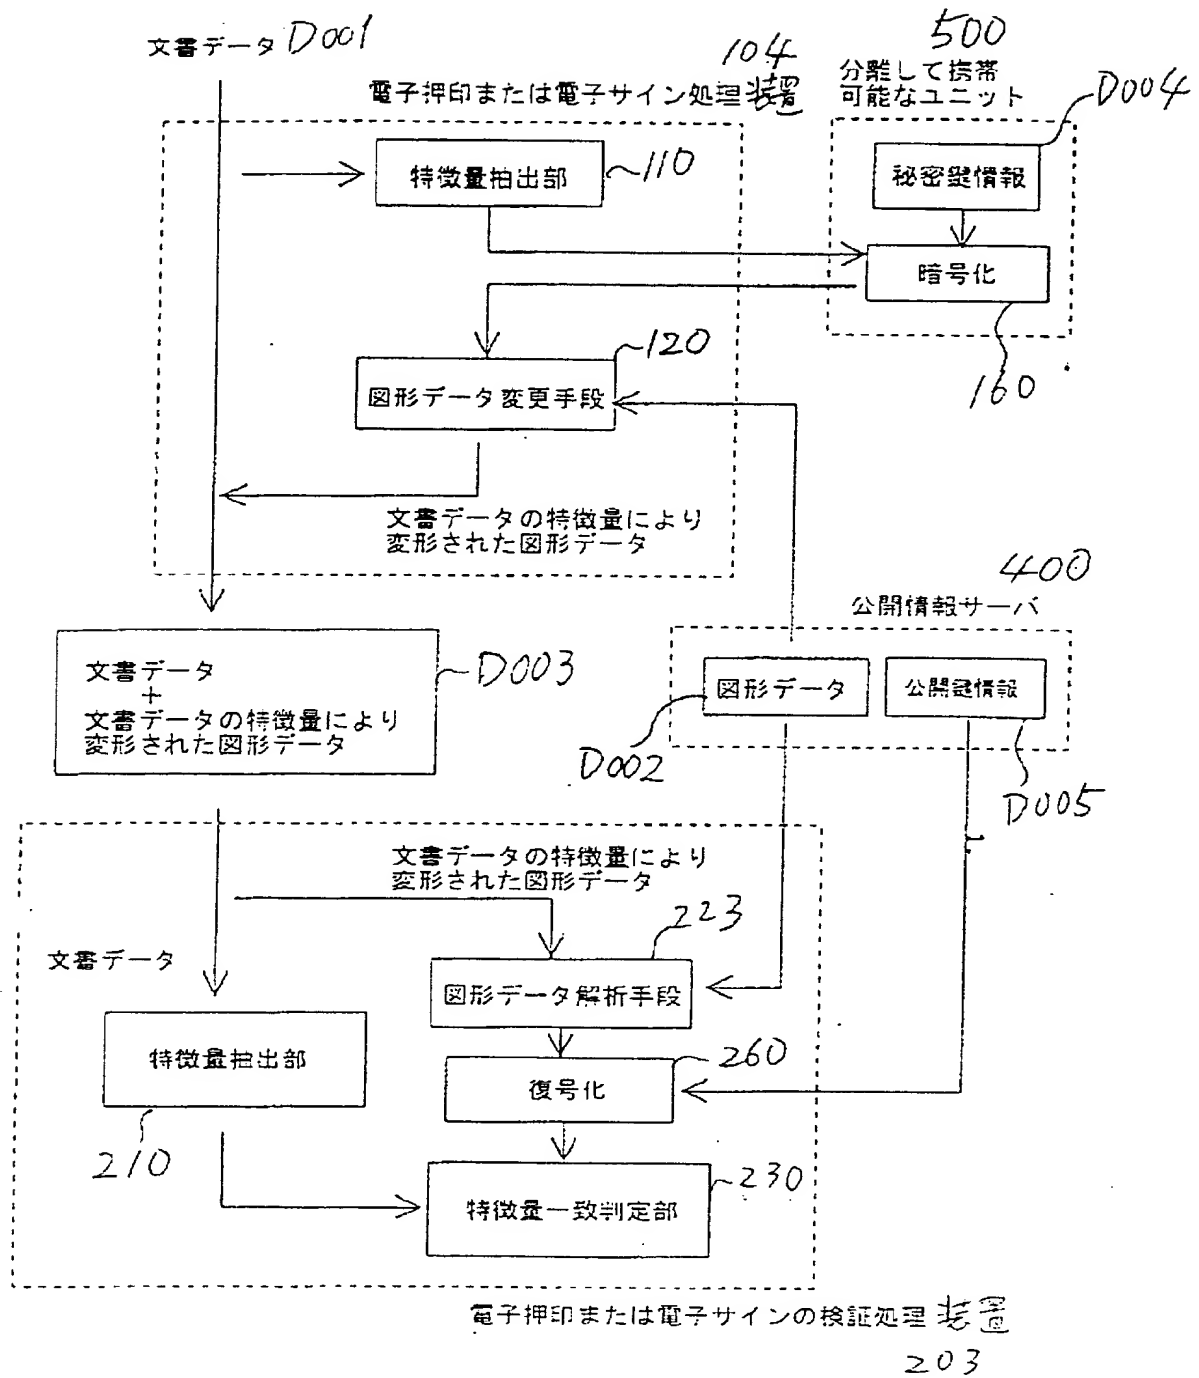 文書データ D001
104
電子押印または電子サイン処理装置
500
分離して携帯
可能なユニット
D004
特徴量抽出部
110
秘密鍵情報
暗号化
160
120
図形データ変更手段
文書データの特徴量により
変形された図形データ
400
公開情報サーバ
文書データ
+
文書データの特徴量により
変形された図形データ
D003
図形データ
公開鍵情報
D002
D005
文書データの特徴量により
変形された図形データ
文書データ
223
図形データ解析手段
特徴量抽出部
210
260
復号化
230
特徴量一致判定部
電子押印または電子サインの検証処理装置
203